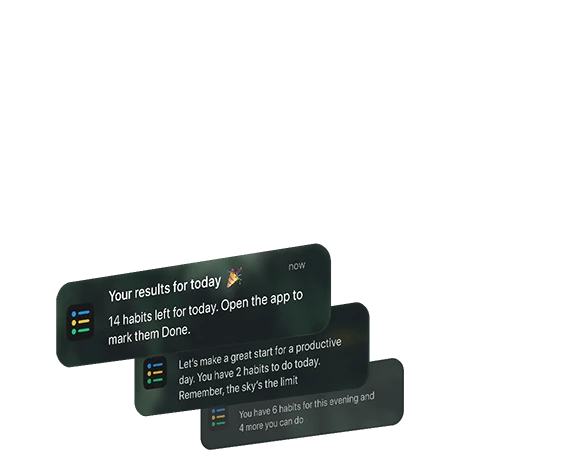 Your results for today 🎉
now
14 habits left for today. Open the app to
mark them Done.
Let's make a great start for a productive
day. You have 2 habits to do today.
Remember, the sky's the limit
You have 6 habits for this evening and
4 more you can do